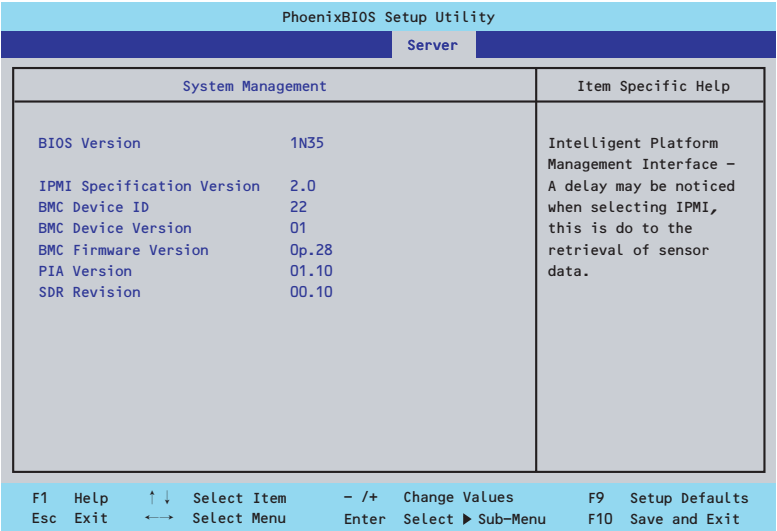 PhoenixBIOS Setup Utility
Server
System Management
Item Specific Help
BIOS Version 1N35
IPMI Specification Version 2.0
BMC Device ID 22
BMC Device Version 01
BMC Firmware Version 0p.28
PIA Version 01.10
SDR Revision 00.10
Intelligent Platform
Management Interface –
A delay may be noticed
when selecting IPMI,
this is do to the
retrieval of sensor
data.
F1 Help ↑↓ Select Item – /+ Change Values F9 Setup Defaults
Esc Exit ←→ Select Menu Enter Select ▶ Sub-Menu F10 Save and Exit